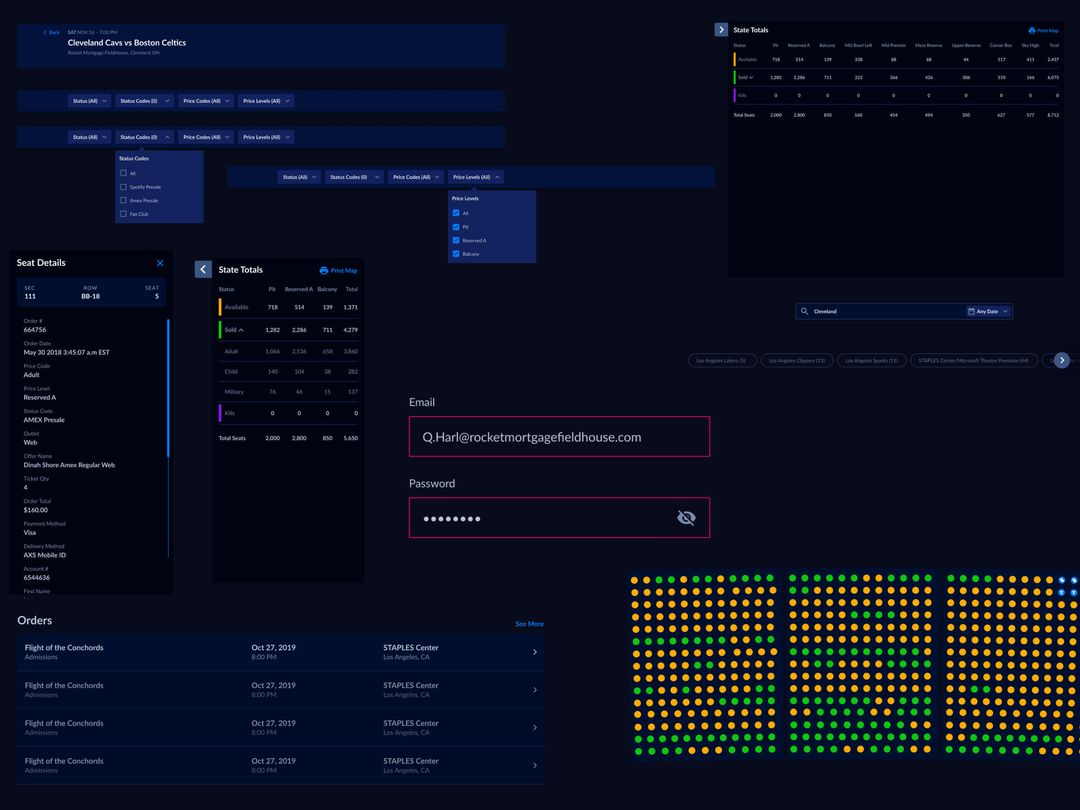 Back
SAT NOV 16 - 7:00 PM
Cleveland Cavs vs Boston Celtics
Rocket Mortgage FieldHouse, Cleveland OH
Status (All) Status Codes (0) Price Codes (All) Price Levels (All)
Status (All) Status Codes (0) Price Codes (All) Price Levels (All)
Status Codes
All
Spotify Presale
Amex Presale
Fan Club
Status (All) Status Codes (0) Price Codes (All) Price Levels (All)
Price Levels
All
Pit
Reserved A
Balcony
State Totals Print Map
Status Pit Reserved A Balcony Mid Bowl Left Mid Premier Mezz Reserve Upper Reserve Corner Box Sky High Total
Available 718 514 139 338 88 68 44 117 411 2,437
Sold 1,282 2,286 711 222 366 426 306 510 166 6,075
Kills 0 0 0 0 0 0 0 0 0 0
Total Seats 2,000 2,800 850 560 454 494 350 627 577 8,712
Seat Details
SEC ROW SEAT
111 BB-18 5
Order #
664756
Order Date
May 30 2018 3:45:07 a.m EST
Price Code
Adult
Price Level
Reserved A
Status Code
AMEX Presale
Outlet
Web
Offer Name
Dinah Shore Amex Regular Web
Ticket Qty
4
Order Total
$160.00
Payment Method
Visa
Delivery Method
AXS Mobile ID
Account #
6544636
First Name
State Totals Print Map
Status Pit Reserved A Balcony Total
Available 718 514 139 1,371
Sold 1,282 2,286 711 4,279
Adult 1,066 2,136 658 3,860
Child 140 104 38 282
Military 76 46 15 137
Kills 0 0 0 0
Total Seats 2,000 2,800 850 5,650
Cleveland Any Date
Los Angeles Lakers (5) Los Angeles Clippers (13) Los Angeles Sparks (11) STAPLES Center/Microsoft Theater Premium (44)
Email
Q.Harl@rocketmortgagefieldhouse.com
Password
Orders See More
Flight of the Conchords Oct 27, 2019 STAPLES Center
Admissions 8:00 PM Los Angeles, CA
Flight of the Conchords Oct 27, 2019 STAPLES Center
Admissions 8:00 PM Los Angeles, CA
Flight of the Conchords Oct 27, 2019 STAPLES Center
Admissions 8:00 PM Los Angeles, CA
Flight of the Conchords Oct 27, 2019 STAPLES Center
Admissions 8:00 PM Los Angeles, CA